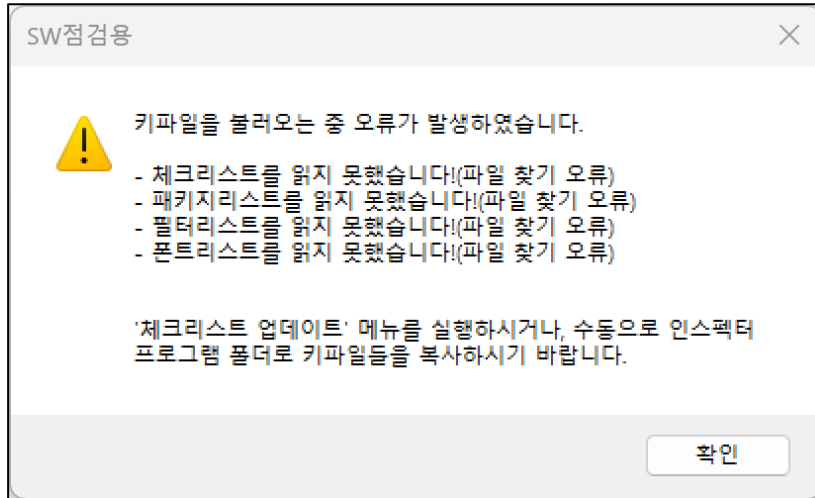 SW점검용
키파일을 불러오는 중 오류가 발생하였습니다.
- 체크리스트를 읽지 못했습니다!(파일 찾기 오류)
- 패키지리스트를 읽지 못했습니다!(파일 찾기 오류)
- 필터리스트를 읽지 못했습니다!(파일 찾기 오류)
- 폰트리스트를 읽지 못했습니다!(파일 찾기 오류)
'체크리스트 업데이트' 메뉴를 실행하시거나, 수동으로 인스펙터
프로그램 폴더로 키파일들을 복사하시기 바랍니다.
확인